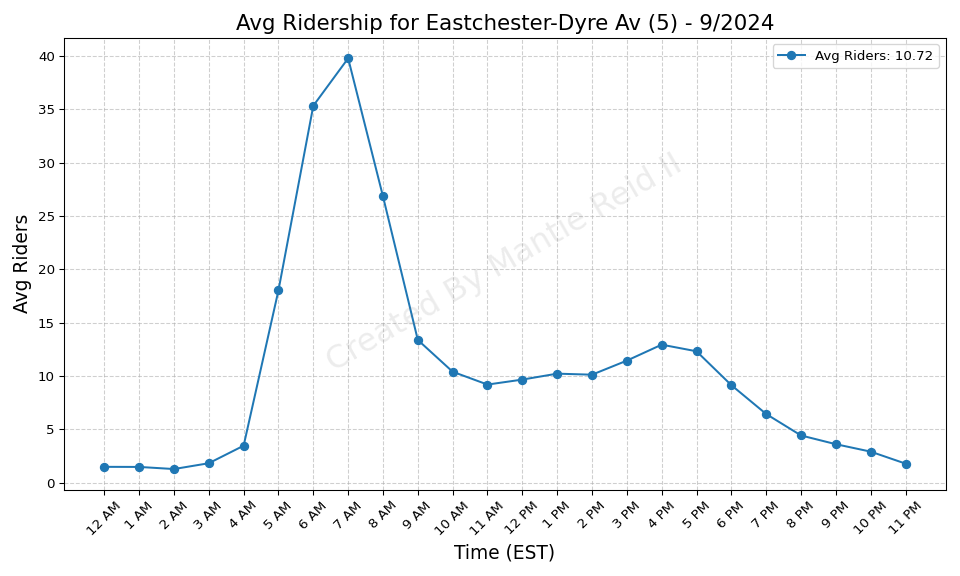 Avg Ridership for Eastchester-Dyre Av (5) - 9/2024
Avg Riders: 10.72
40
35
30
25
20
15
10
5
0
Avg Riders
Created By Mantie Reid II
12 AM
1 AM
2 AM
3 AM
4 AM
5 AM
6 AM
7 AM
8 AM
9 AM
10 AM
11 AM
12 PM
1 PM
2 PM
3 PM
4 PM
5 PM
6 PM
7 PM
8 PM
9 PM
10 PM
11 PM
Time (EST)